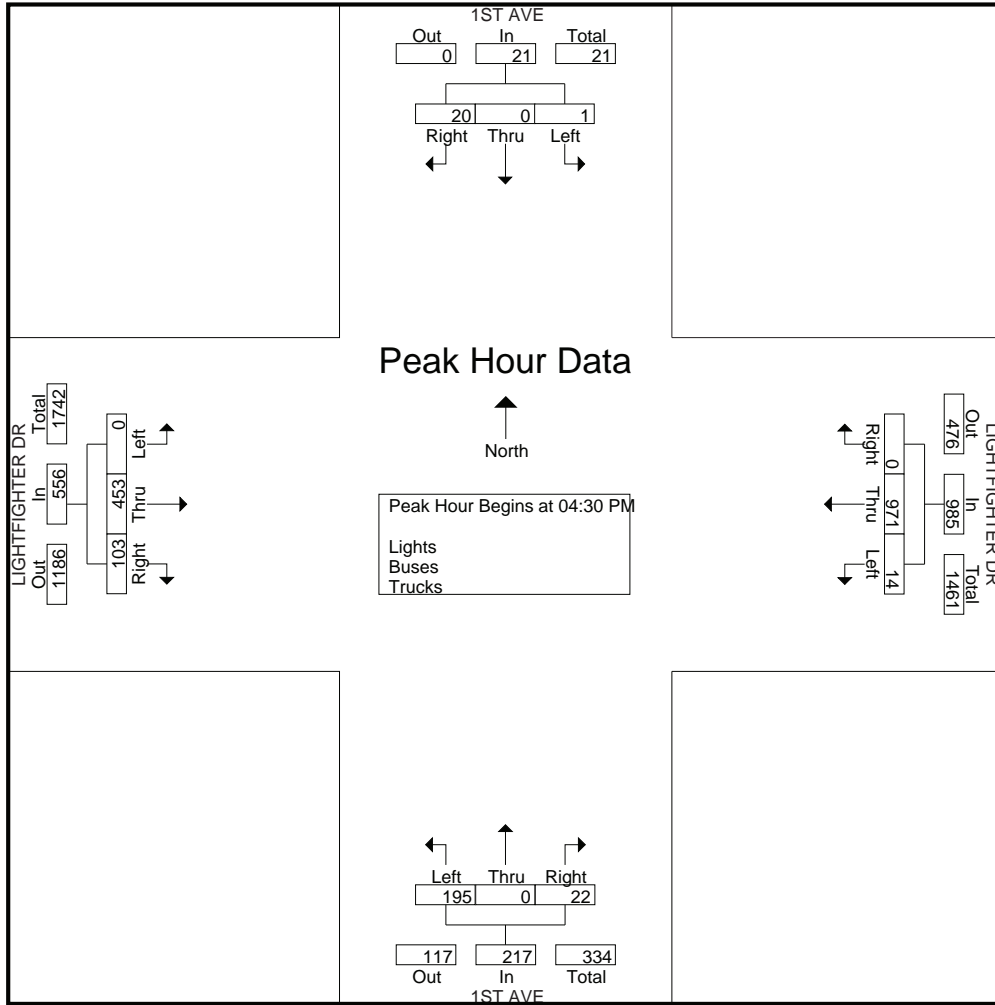 1ST AVE
Out In Total
0 21 21
20 0 1
Right Thru Left
Peak Hour Data
North
Peak Hour Begins at 04:30 PM
Lights
Buses
Trucks
LIGHTFIGHTER DR
Out In Total
1186 556 1742
0 453 103
Left Thru Right
LIGHTFIGHTER DR
Out In Total
476 985 1461
0 971 14
Right Thru Left
Left Thru Right
195 0 22
117 217 334
Out In Total
1ST AVE